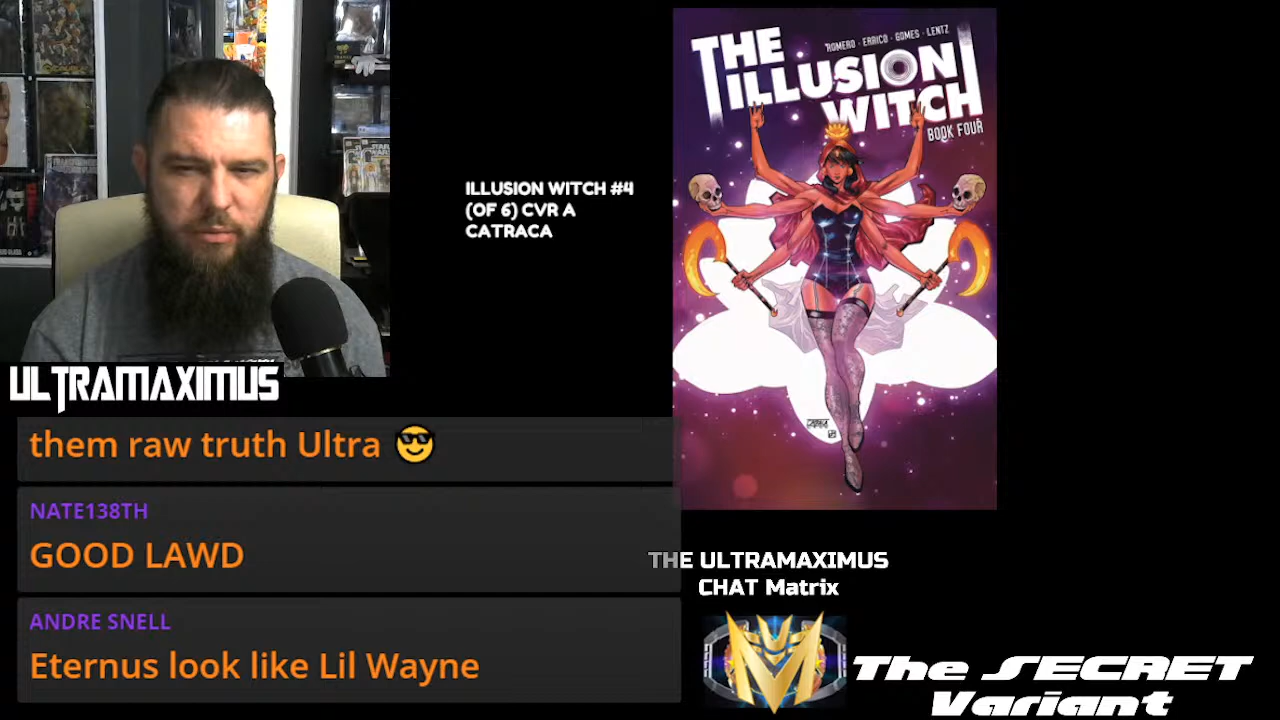 THE
ILLUSION
WITCH
ROMERO · ERRICO · GOMES · LENTZ
BOOK FOUR
ILLUSION WITCH #4
(OF 6) CVR A
CATRACA
ULTRAMAXIMUS
them raw truth Ultra 😎
NATE138TH
GOOD LAWD
ANDRE SNELL
Eternus look like Lil Wayne
THE ULTRAMAXIMUS
CHAT Matrix
The SECRET
Variant